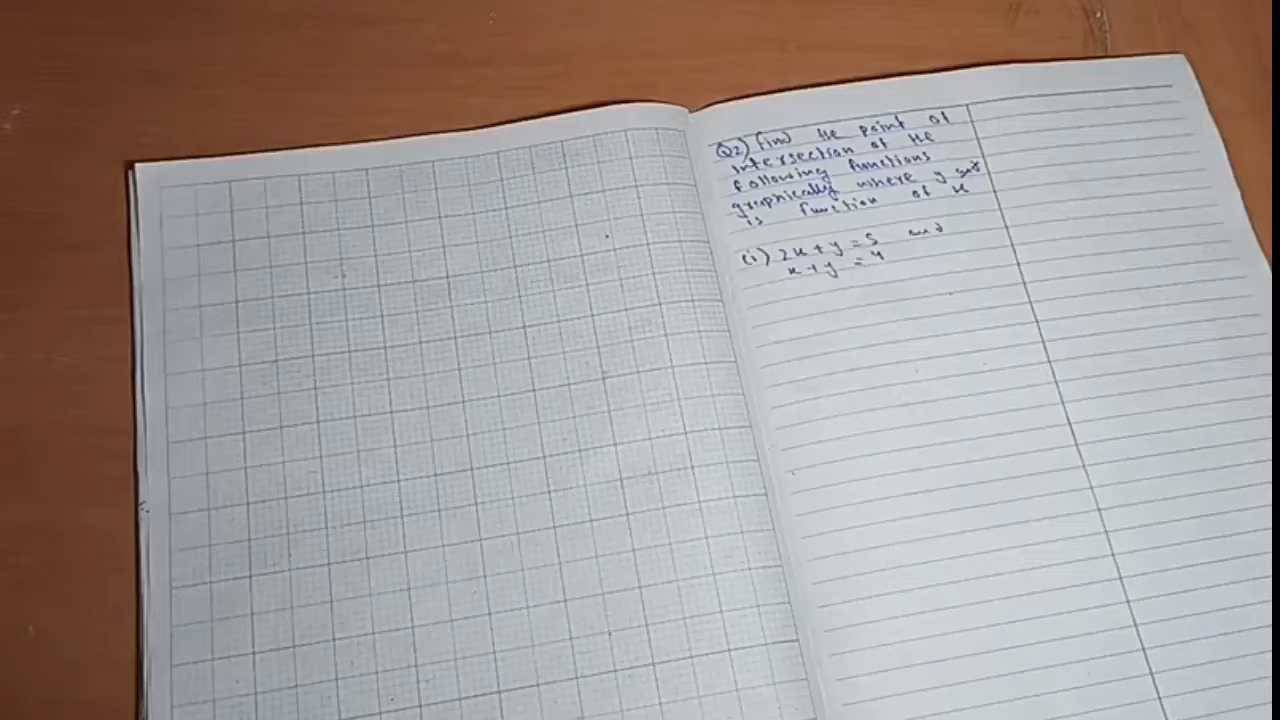 Q2) Find the point of
intersection of the
following functions
graphically where y
is function of x
(i) 2x + y = 5 and
x + y = 4